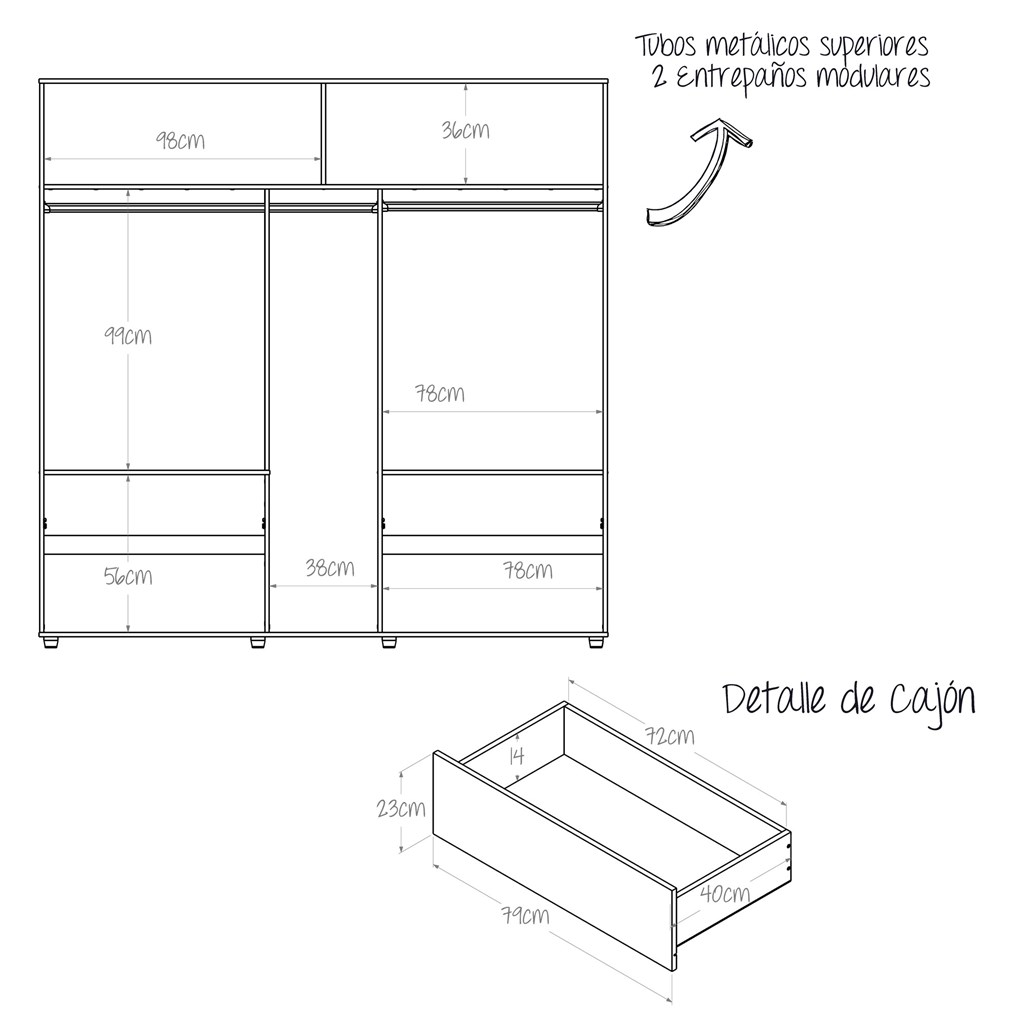 Tubos metálicos superiores
2 Entrepaños modulares
98cm
36cm
99cm
78cm
56cm
38cm
78cm
Detalle de Cajón
72cm
14
23cm
40cm
79cm